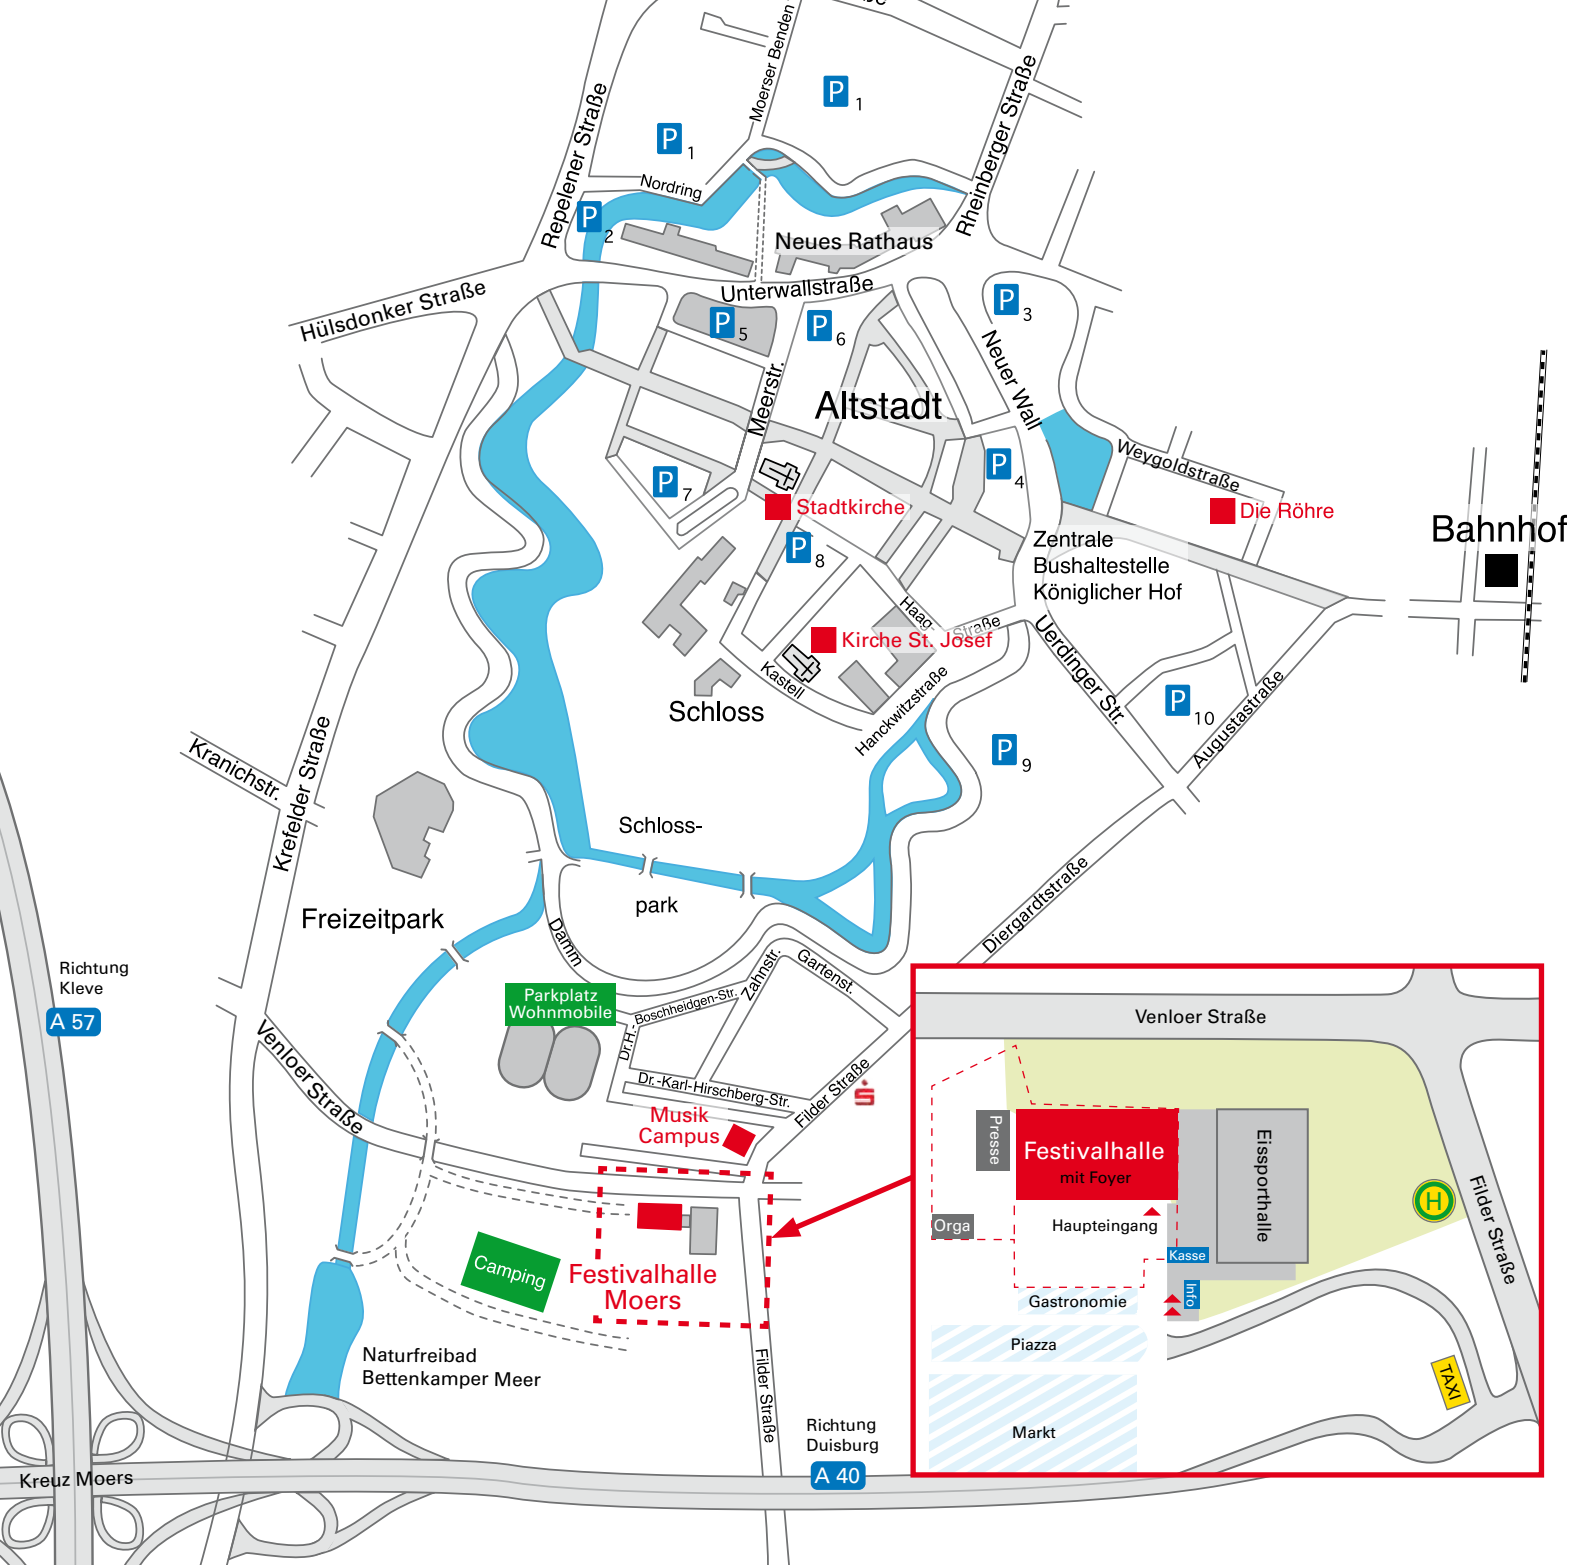 Moerser Benden
P 1
P 1
Repelener Straße
Rheinberger Straße
Nordring
P 2
Neues Rathaus
Unterwallstraße
Hülsdonker Straße
P 3
P 5
P 6
Neuer Wall
Meerstr.
Altstadt
P 4
Weygoldstraße
P 7
Stadtkirche
Die Röhre
Bahnhof
P 8
Zentrale
Bushaltestelle
Königlicher Hof
Haag-
Straße
Kirche St. Josef
Uerdinger Str.
Kastell
Hanckwitzstraße
Schloss
P 10
Augustastraße
P 9
Kranichstr.
Krefelder Straße
Schloss-
park
Freizeitpark
Damm
Diergardtstraße
Richtung
Kleve
A 57
Zahnstr.
Gartenst.
Parkplatz
Wohnmobile
Dr.H.-
Boschheidgen-Str.
Venloer Straße
Dr.-Karl-Hirschberg-Str.
Filder Straße
S
Musik
Campus
Camping
Festivalhalle
Moers
Naturfreibad
Bettenkamper Meer
Filder Straße
Richtung
Duisburg
A 40
Kreuz Moers
Venloer Straße
Presse
Festivalhalle
mit Foyer
Eissporthalle
H
Filder Straße
Orga
Haupteingang
Kasse
Info
Gastronomie
Piazza
TAXI
Markt